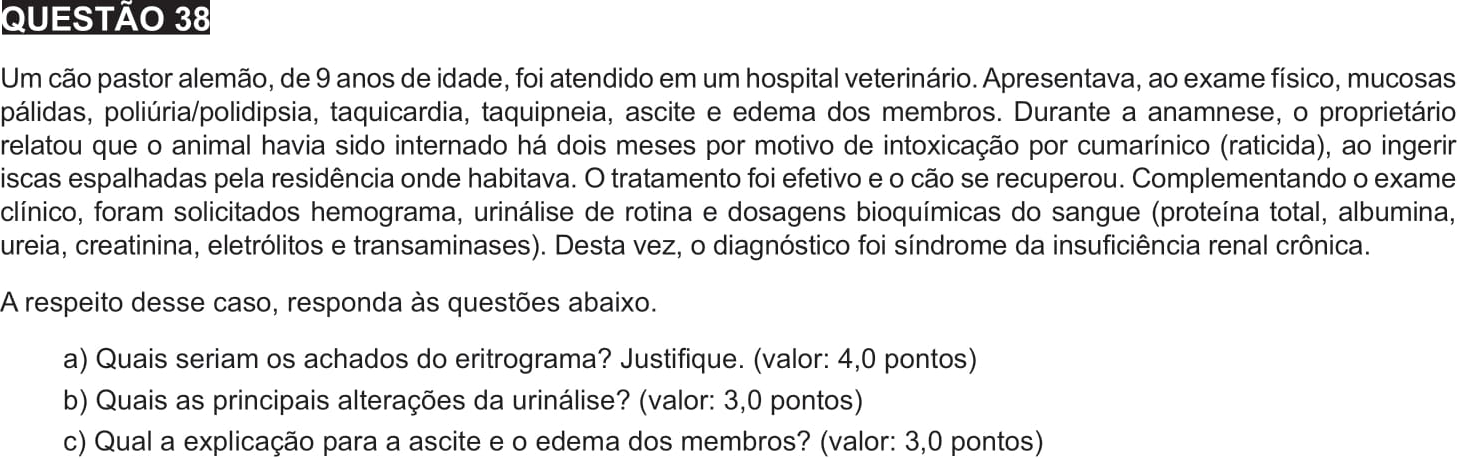 QUESTÃO 38
Um cão pastor alemão, de 9 anos de idade, foi atendido em um hospital veterinário. Apresentava, ao exame físico, mucosas
pálidas, poliúria/polidipsia, taquicardia, taquipneia, ascite e edema dos membros. Durante a anamnese, o proprietário
relatou que o animal havia sido internado há dois meses por motivo de intoxicação por cumarínico (raticida), ao ingerir
iscas espalhadas pela residência onde habitava. O tratamento foi efetivo e o cão se recuperou. Complementando o exame
clínico, foram solicitados hemograma, urinálise de rotina e dosagens bioquímicas do sangue (proteína total, albumina,
ureia, creatinina, eletrólitos e transaminases). Desta vez, o diagnóstico foi síndrome da insuficiência renal crônica.
A respeito desse caso, responda às questões abaixo.
a) Quais seriam os achados do eritrograma? Justifique. (valor: 4,0 pontos)
b) Quais as principais alterações da urinálise? (valor: 3,0 pontos)
c) Qual a explicação para a ascite e o edema dos membros? (valor: 3,0 pontos)